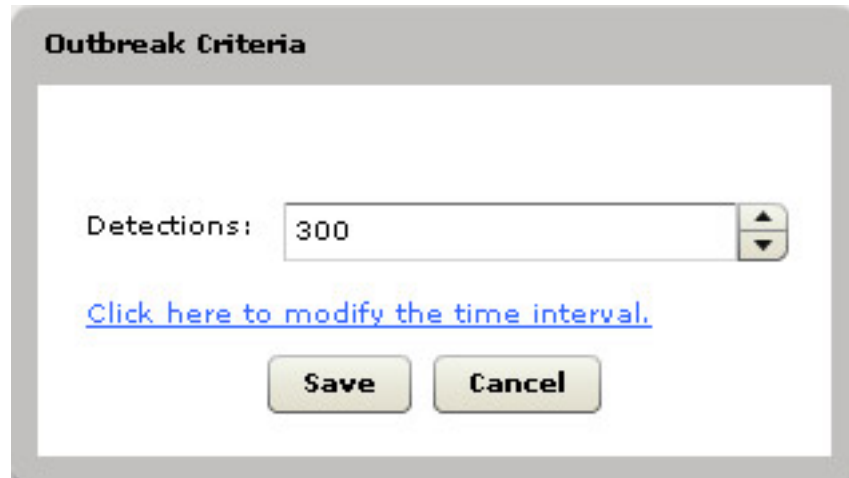 Outbreak Criteria
Detections: 300
Click here to modify the time interval.
Save Cancel